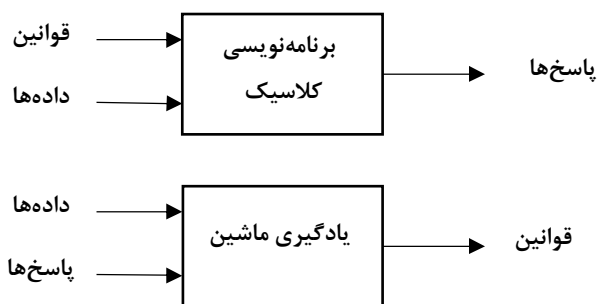 قوانین
داده‌ها
برنامه‌نویسی
کلاسیک
پاسخ‌ها
داده‌ها
پاسخ‌ها
یادگیری ماشین
قوانین